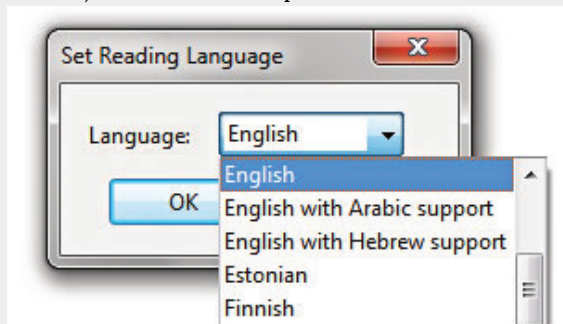 Set Reading Language
Language:
English
English
OK
English with Arabic support
English with Hebrew support
Estonian
Finnish